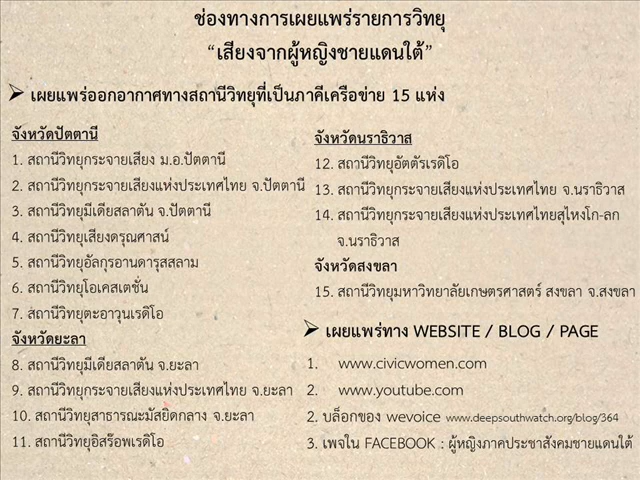 ช่องทางการเผยแพร่รายการวิทยุ
“เสียงจากผู้หญิงชายแดนใต้”
➢ เผยแพร่ออกอากาศทางสถานีวิทยุที่เป็นภาคีเครือข่าย 15 แห่ง
จังหวัดปัตตานี
1. สถานีวิทยุกระจายเสียง ม.อ.ปัตตานี
2. สถานีวิทยุกระจายเสียงแห่งประเทศไทย จ.ปัตตานี
3. สถานีวิทยุมีเดียสลาตัน จ.ปัตตานี
4. สถานีวิทยุเสียงดรุณศาสน์
5. สถานีวิทยุอัลกุรอานดารุสสลาม
6. สถานีวิทยุโอเคสเตชั่น
7. สถานีวิทยุตะอาวุนเรดิโอ
จังหวัดยะลา
8. สถานีวิทยุมีเดียสลาตัน จ.ยะลา
9. สถานีวิทยุกระจายเสียงแห่งประเทศไทย จ.ยะลา
10. สถานีวิทยุสาธารณะมัสยิดกลาง จ.ยะลา
11. สถานีวิทยุอิสร๊อพเรดิโอ
จังหวัดนราธิวาส
12. สถานีวิทยุอัตตัรเรดิโอ
13. สถานีวิทยุกระจายเสียงแห่งประเทศไทย จ.นราธิวาส
14. สถานีวิทยุกระจายเสียงแห่งประเทศไทยสุไหงโก-ลก
จ.นราธิวาส
จังหวัดสงขลา
15. สถานีวิทยุมหาวิทยาลัยเกษตรศาสตร์ สงขลา จ.สงขลา
➢ เผยแพร่ทาง WEBSITE / BLOG / PAGE
1. www.civicwomen.com
2. www.youtube.com
2. บล็อกของ wevoice www.deepsouthwatch.org/blog/364
3. เพจใน FACEBOOK : ผู้หญิงภาคประชาสังคมชายแดนใต้